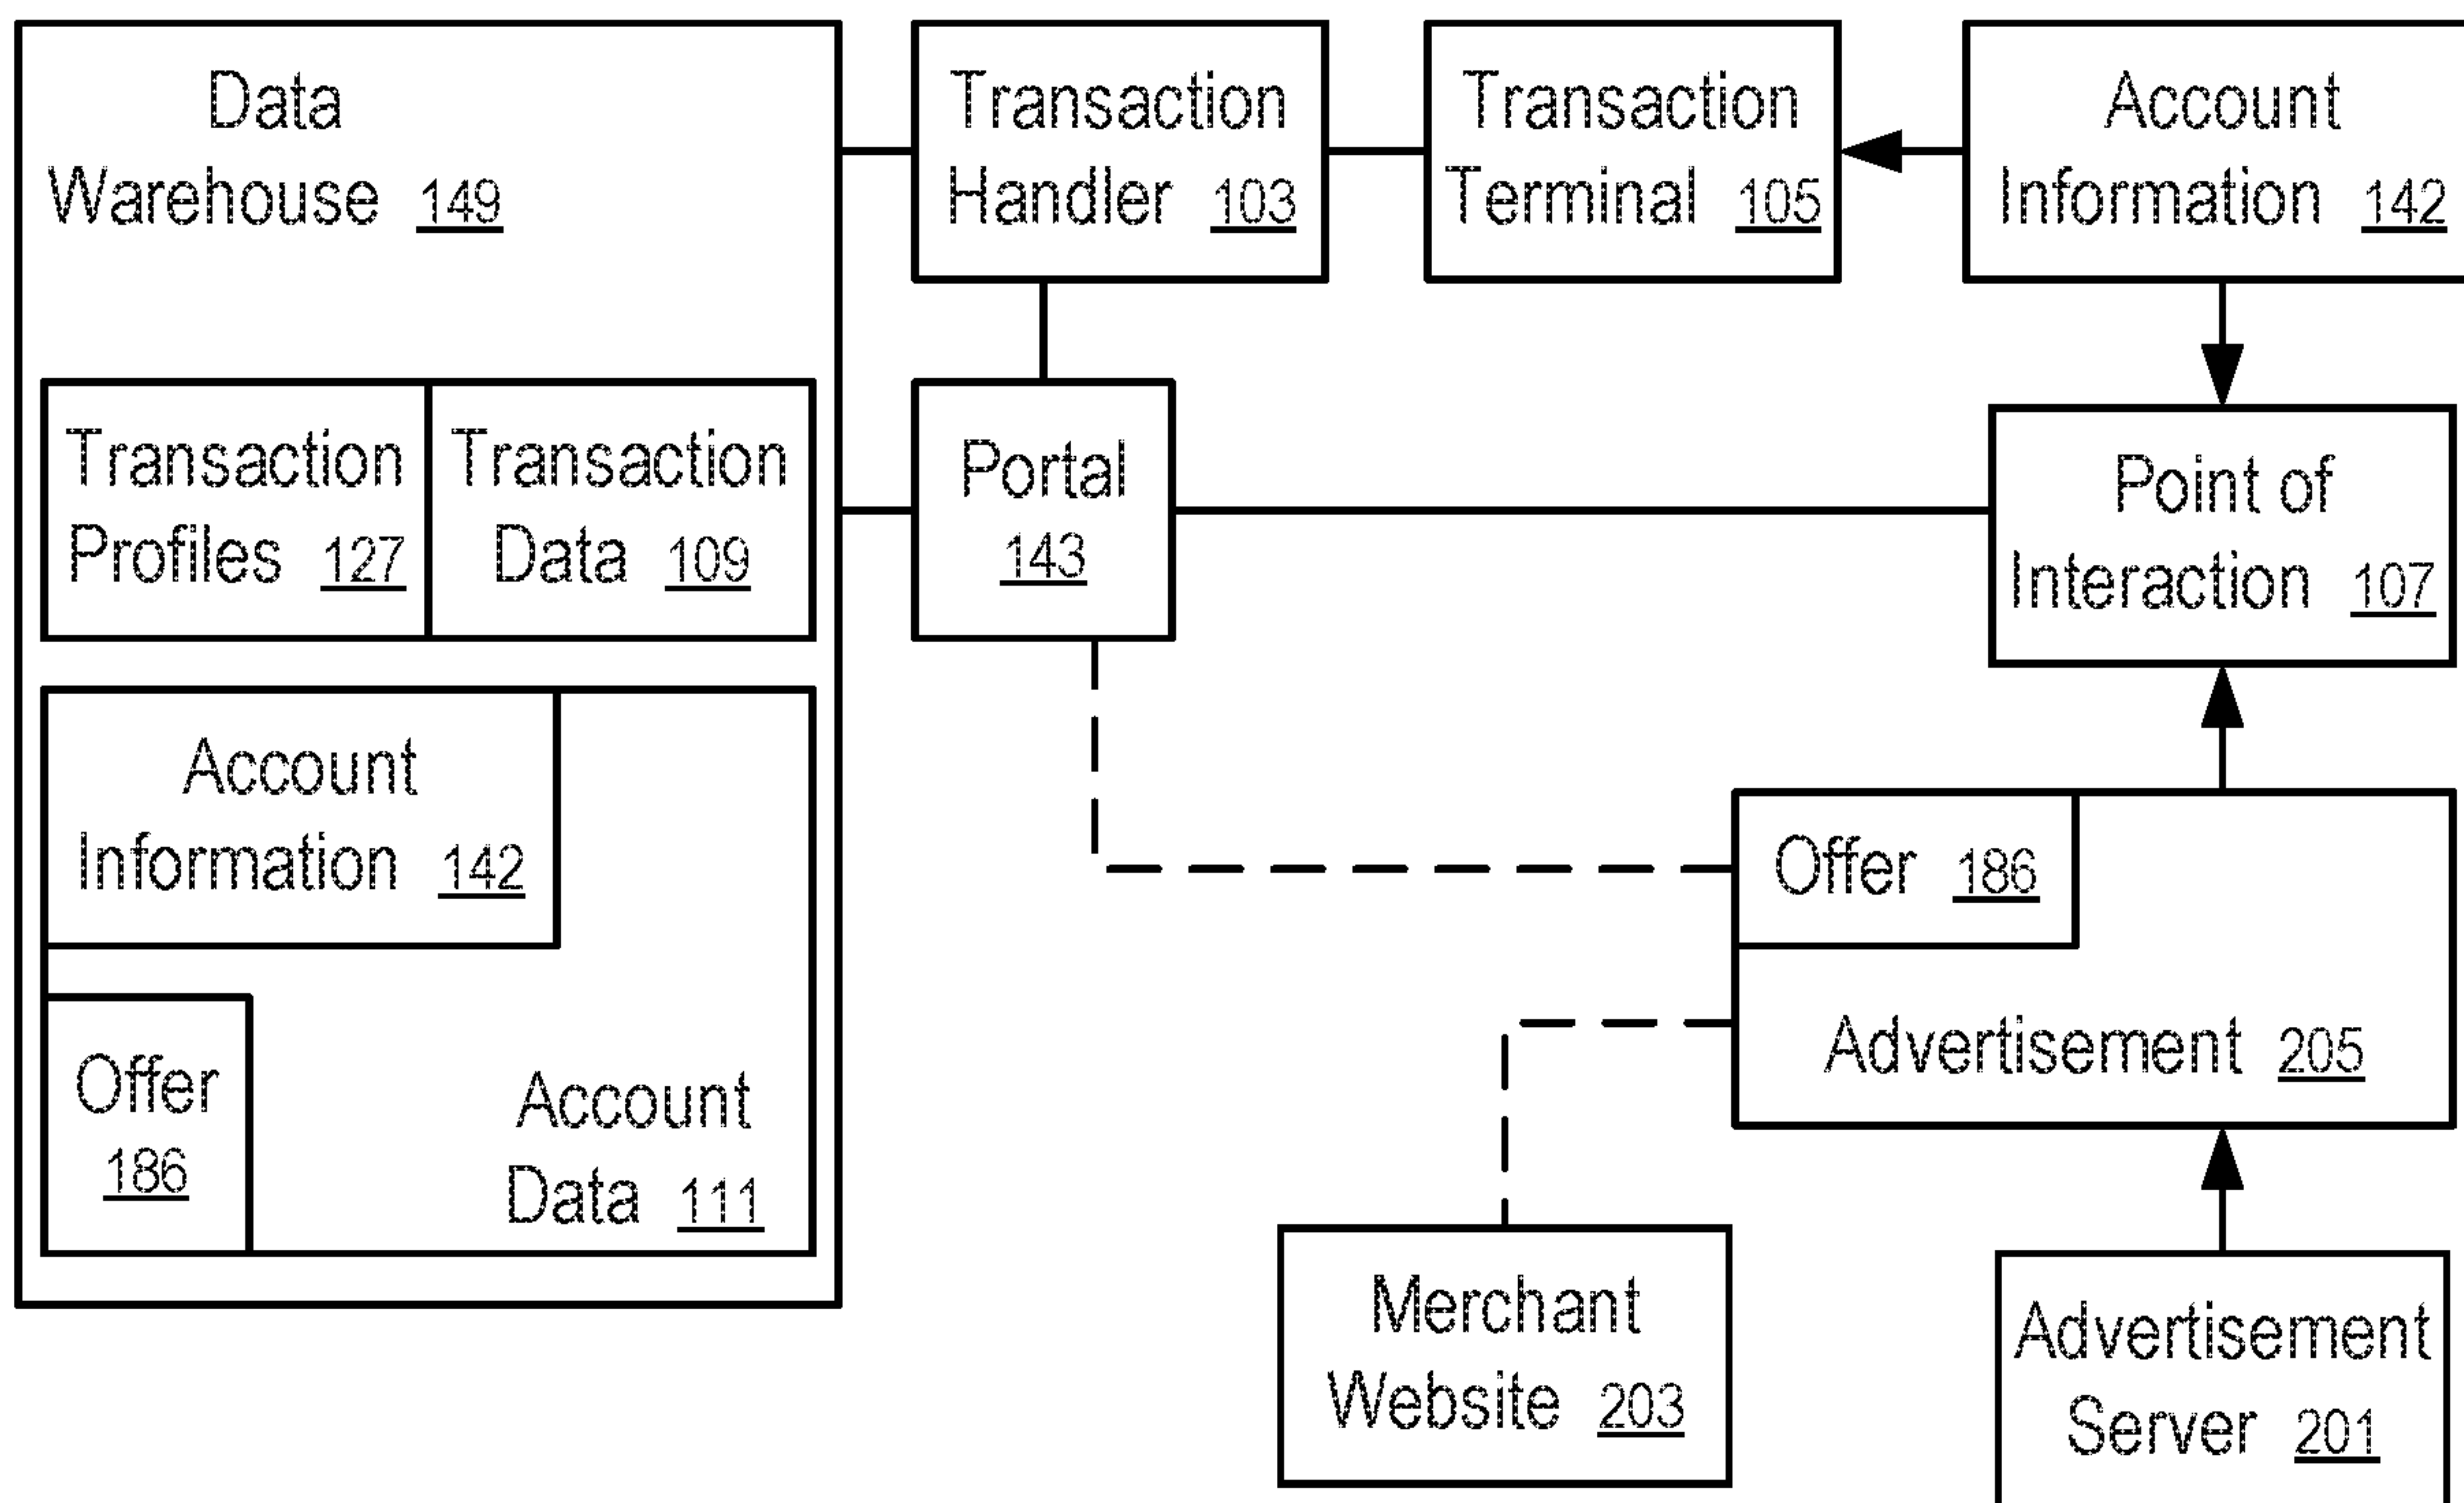 Data
Warehouse 149
Transaction
Handler 103
Transaction
Terminal 105
Account
Information 142
Transaction
Profiles 127
Transaction
Data 109
Portal
143
Point of
Interaction 107
Account
Information 142
Offer 186
Advertisement 205
Offer
186
Account
Data 111
Merchant
Website 203
Advertisement
Server 201